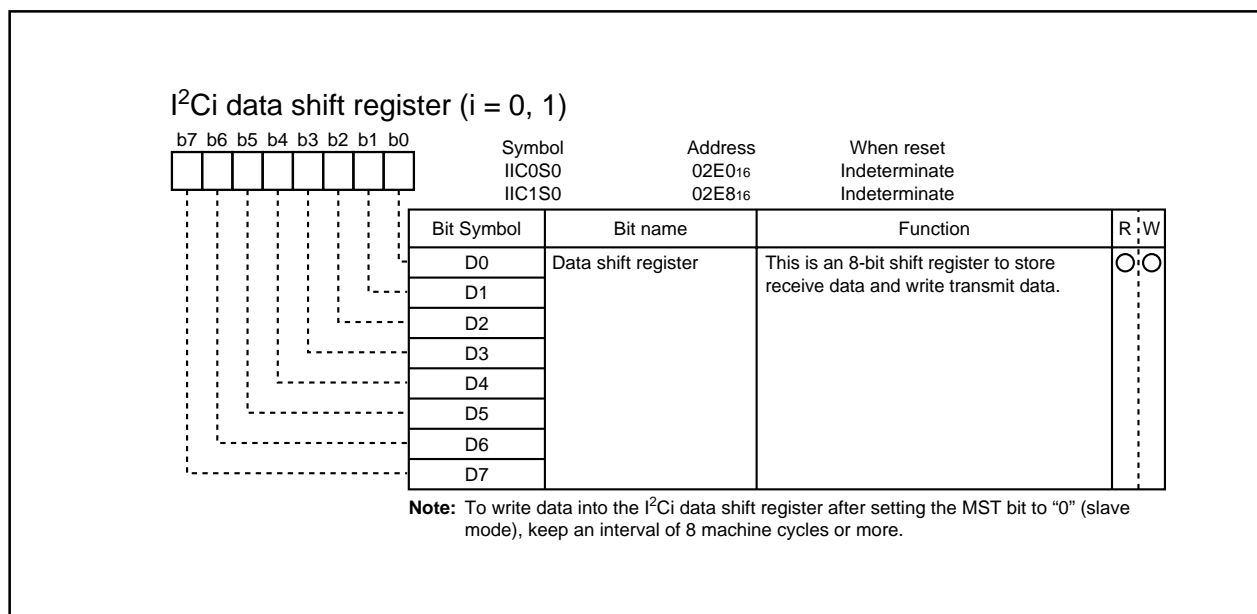 I²Ci data shift register (i = 0, 1)
b7 b6 b5 b4 b3 b2 b1 b0
Symbol Address When reset
IIC0S0 02E0₁₆ Indeterminate
IIC1S0 02E8₁₆ Indeterminate
Bit Symbol Bit name Function R W
D0 Data shift register This is an 8-bit shift register to store
receive data and write transmit data.
D1
D2
D3
D4
D5
D6
D7
Note: To write data into the I²Ci data shift register after setting the MST bit to “0” (slave
mode), keep an interval of 8 machine cycles or more.